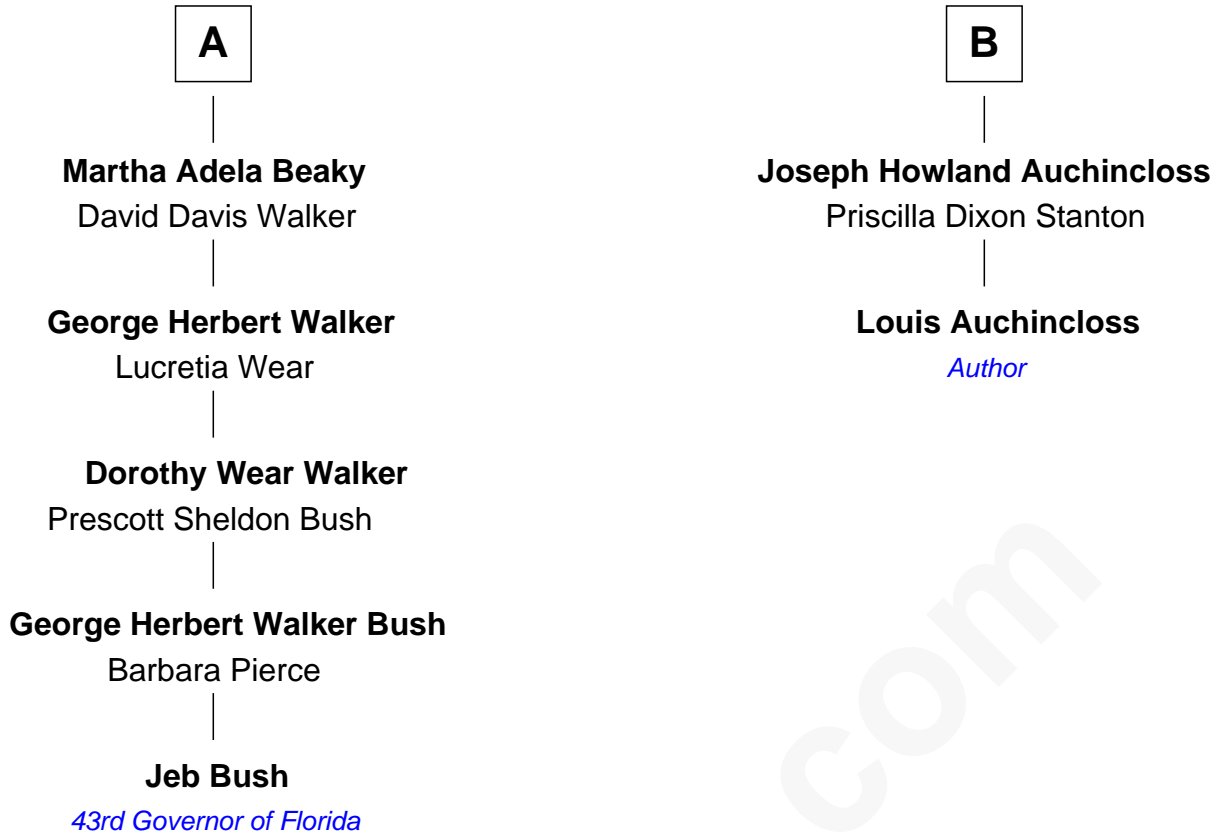 A
Martha Adela Beaky
David Davis Walker
George Herbert Walker
Lucretia Wear
Dorothy Wear Walker
Prescott Sheldon Bush
George Herbert Walker Bush
Barbara Pierce
Jeb Bush
43rd Governor of Florida
B
Joseph Howland Auchincloss
Priscilla Dixon Stanton
Louis Auchincloss
Author
com